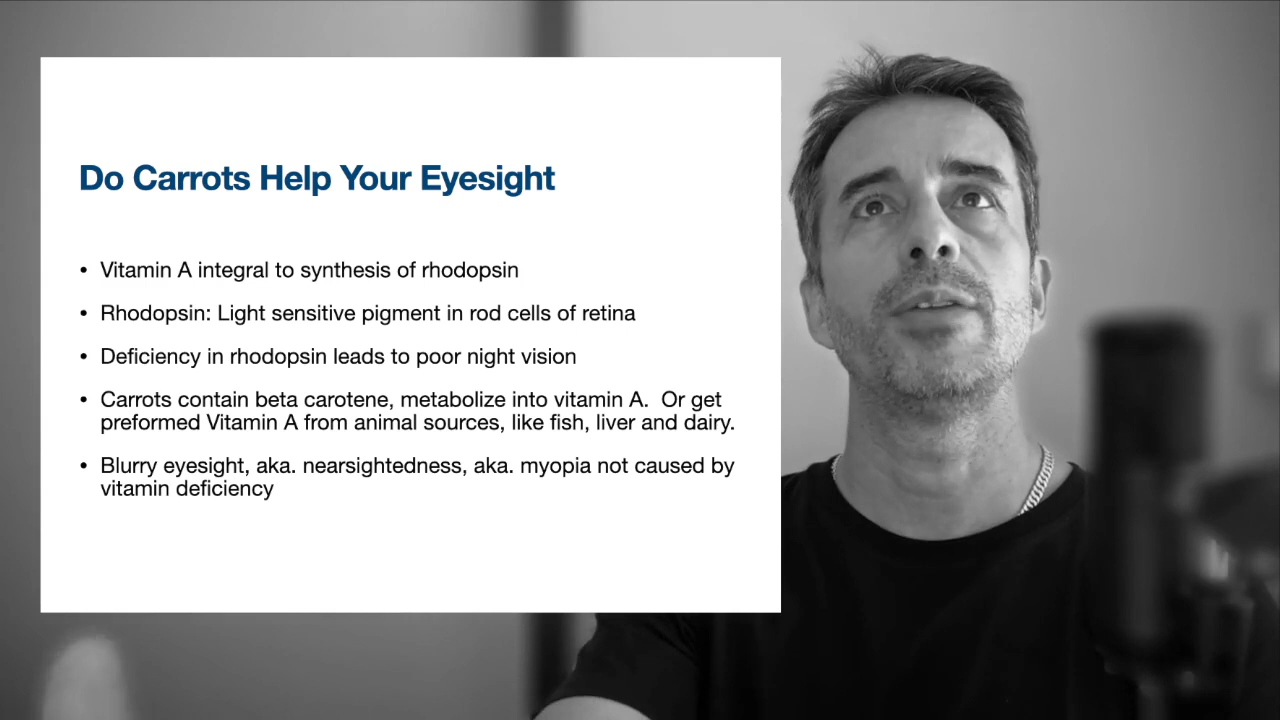 Do Carrots Help Your Eyesight
• Vitamin A integral to synthesis of rhodopsin
• Rhodopsin: Light sensitive pigment in rod cells of retina
• Deficiency in rhodopsin leads to poor night vision
• Carrots contain beta carotene, metabolize into vitamin A.  Or get
preformed Vitamin A from animal sources, like fish, liver and dairy.
• Blurry eyesight, aka. nearsightedness, aka. myopia not caused by
vitamin deficiency